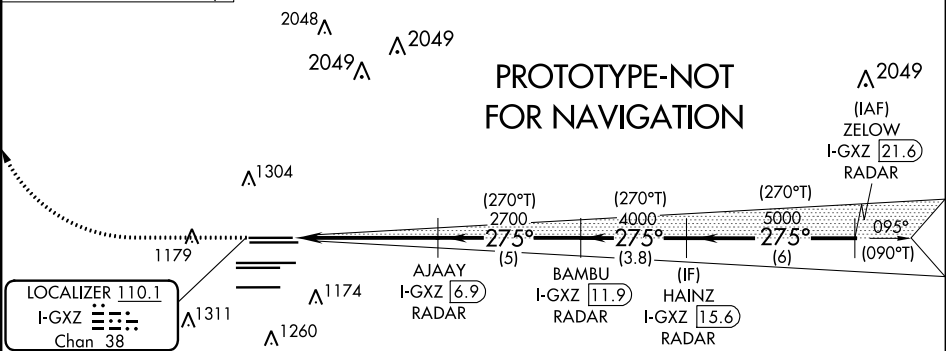 2048
2049
2049
2049
PROTOTYPE-NOT
FOR NAVIGATION
(IAF)
ZELOW
I-GXZ 21.6
RADAR
1304
(270°T)
(270°T)
(270°T)
2700
4000
5000
275°
275°
275°
095°
(5)
(3.8)
(6)
(090°T)
1179
AJAAY
I-GXZ 6.9
RADAR
BAMBU
I-GXZ 11.9
RADAR
(IF)
HAINZ
I-GXZ 15.6
RADAR
LOCALIZER 110.1
I-GXZ
Chan 38
1311
1174
1260